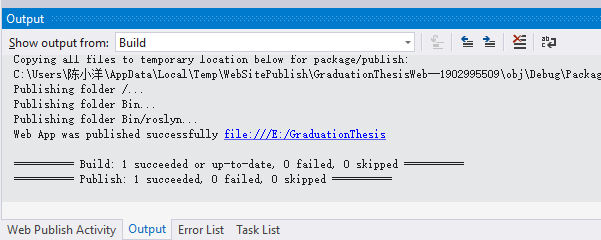 Output
Show output from: Build
Copying all files to temporary location below for package/publish:
C:\Users\陈小洋\AppData\Local\Temp\WebSitePublish\GraduationThesisWeb--1902995509\obj\Debug\Packag
Publishing folder /...
Publishing folder Bin...
Publishing folder Bin/roslyn...
Web App was published successfully file:///E:/GraduationThesis
========== Build: 1 succeeded or up-to-date, 0 failed, 0 skipped ==========
========== Publish: 1 succeeded, 0 failed, 0 skipped ==========
Web Publish Activity Output Error List Task List